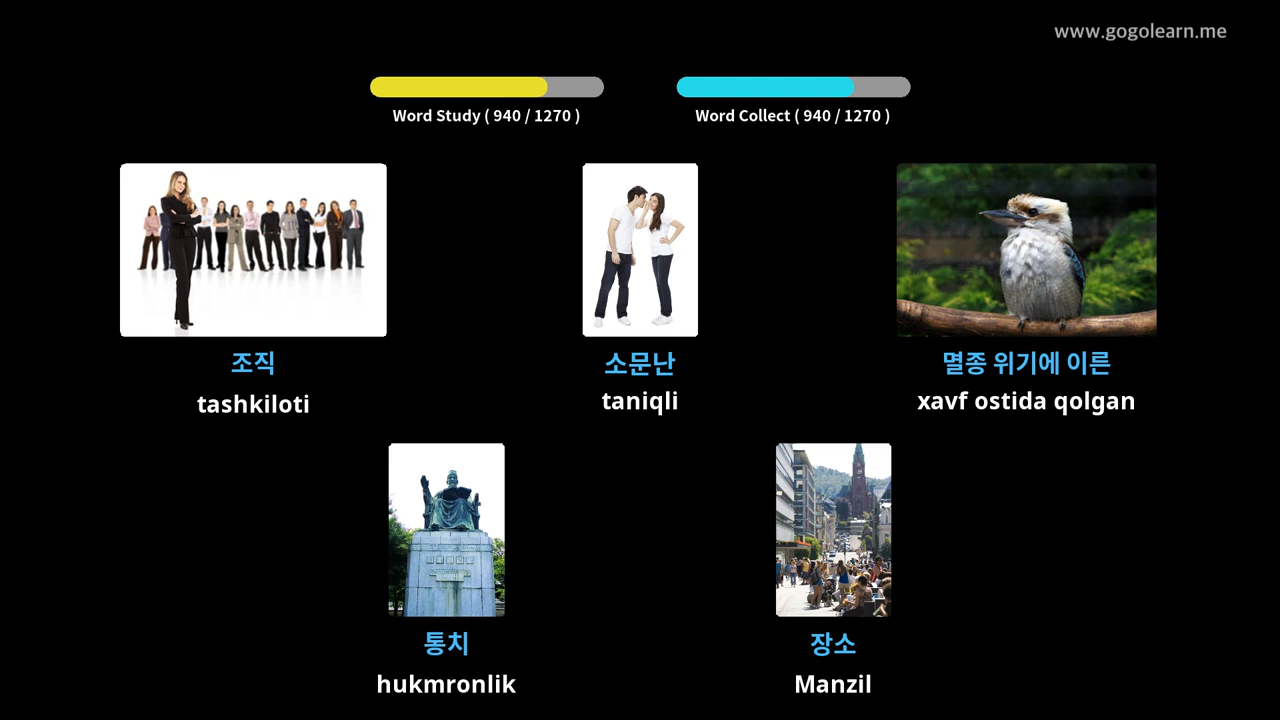 www.gogolearn.me
Word Study ( 940 / 1270 )
Word Collect ( 940 / 1270 )
조직
tashkiloti
소문난
taniqli
멸종 위기에 이른
xavf ostida qolgan
통치
hukmronlik
장소
Manzil